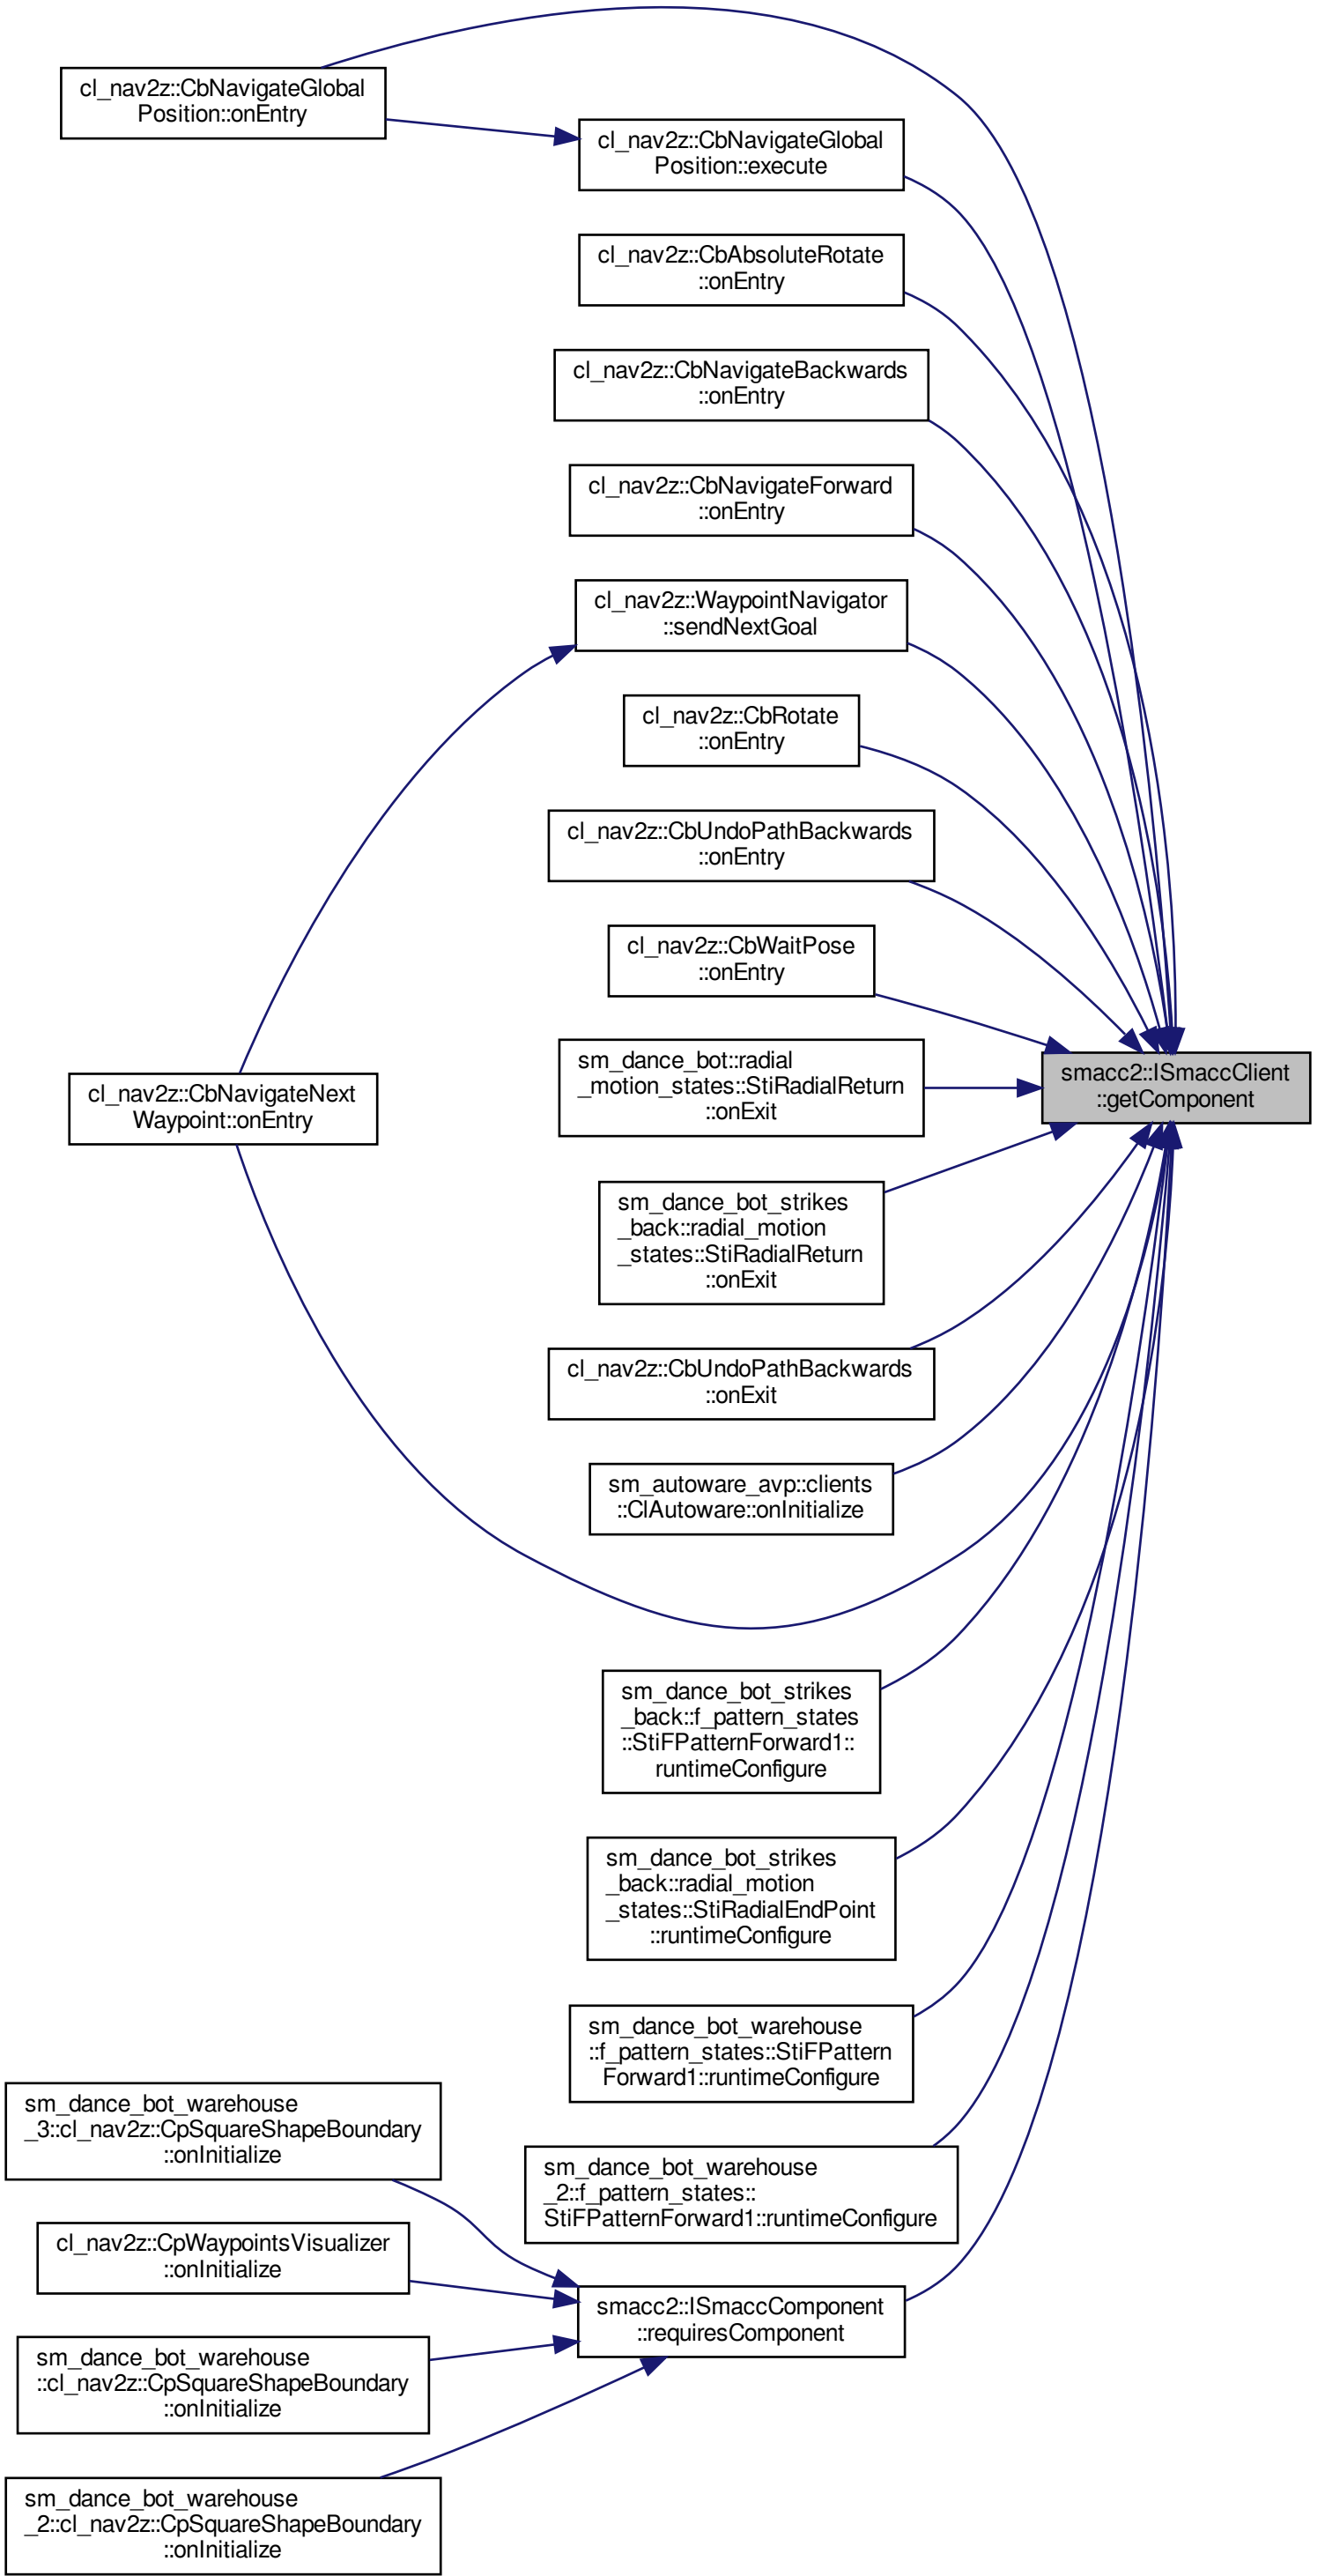 cl_nav2z::CbNavigateGlobal
Position::onEntry
cl_nav2z::CbNavigateGlobal
Position::execute
cl_nav2z::CbAbsoluteRotate
::onEntry
cl_nav2z::CbNavigateBackwards
::onEntry
cl_nav2z::CbNavigateForward
::onEntry
cl_nav2z::WaypointNavigator
::sendNextGoal
cl_nav2z::CbRotate
::onEntry
cl_nav2z::CbUndoPathBackwards
::onEntry
cl_nav2z::CbWaitPose
::onEntry
sm_dance_bot::radial
_motion_states::StiRadialReturn
::onExit
smacc2::ISmaccClient
::getComponent
cl_nav2z::CbNavigateNext
Waypoint::onEntry
sm_dance_bot_strikes
_back::radial_motion
_states::StiRadialReturn
::onExit
cl_nav2z::CbUndoPathBackwards
::onExit
sm_autoware_avp::clients
::ClAutoware::onInitialize
sm_dance_bot_strikes
_back::f_pattern_states
::StiFPatternForward1::
runtimeConfigure
sm_dance_bot_strikes
_back::radial_motion
_states::StiRadialEndPoint
::runtimeConfigure
sm_dance_bot_warehouse
::f_pattern_states::StiFPattern
Forward1::runtimeConfigure
sm_dance_bot_warehouse
_3::cl_nav2z::CpSquareShapeBoundary
::onInitialize
sm_dance_bot_warehouse
_2::f_pattern_states::
StiFPatternForward1::runtimeConfigure
cl_nav2z::CpWaypointsVisualizer
::onInitialize
smacc2::ISmaccComponent
::requiresComponent
sm_dance_bot_warehouse
::cl_nav2z::CpSquareShapeBoundary
::onInitialize
sm_dance_bot_warehouse
_2::cl_nav2z::CpSquareShapeBoundary
::onInitialize